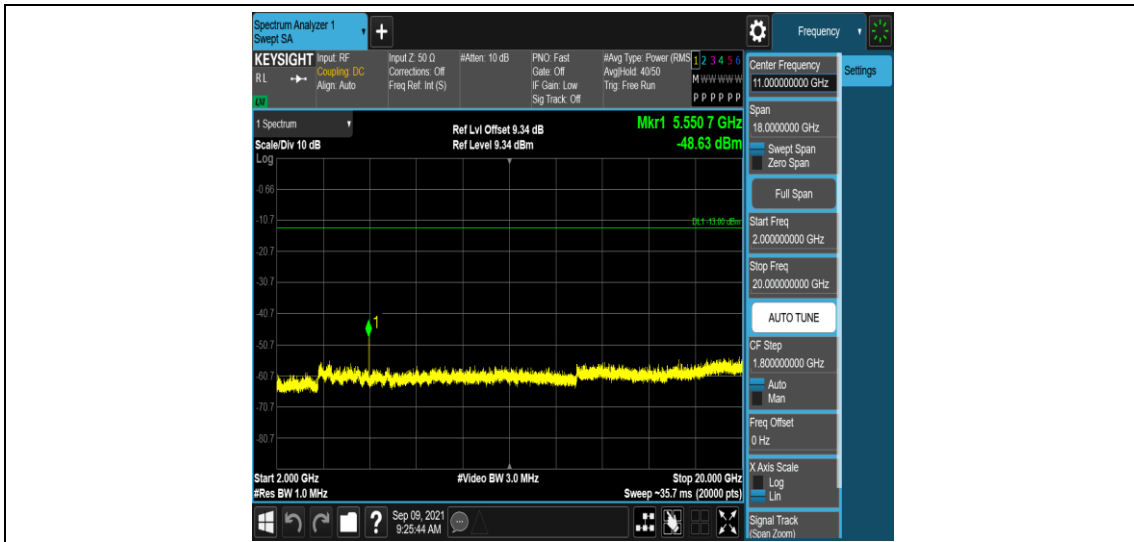 Spectrum Analyzer 1
Swept SA
+
Frequency
KEYSIGHT
RL
LXI
Input: RF
Coupling: DC
Align: Auto
Input Z: 50 Ω
Corrections: Off
Freq Ref: Int (S)
#Atten: 10 dB
PNO: Fast
Gate: Off
IF Gain: Low
Sig Track: Off
#Avg Type: Power (RMS
Avg|Hold: 40/50
Trig: Free Run
1 2 3 4 5 6
M W W W W W
P P P P P P
1 Spectrum
Scale/Div 10 dB
Log
Ref Lvl Offset 9.34 dB
Ref Level 9.34 dBm
Mkr1 5.550 7 GHz
-48.63 dBm
-0.66
-10.7
DL1 -13.00 dBm
-20.7
-30.7
-40.7
1
-50.7
-60.7
-70.7
-80.7
Start 2.000 GHz
#Res BW 1.0 MHz
#Video BW 3.0 MHz
Stop 20.000 GHz
Sweep ~35.7 ms (20000 pts)
?
Sep 09, 2021
9:25:44 AM
Center Frequency
11.000000000 GHz
Settings
Span
18.0000000 GHz
Swept Span
Zero Span
Full Span
Start Freq
2.000000000 GHz
Stop Freq
20.000000000 GHz
AUTO TUNE
CF Step
1.800000000 GHz
Auto
Man
Freq Offset
0 Hz
X Axis Scale
Log
Lin
Signal Track
(Span Zoom)